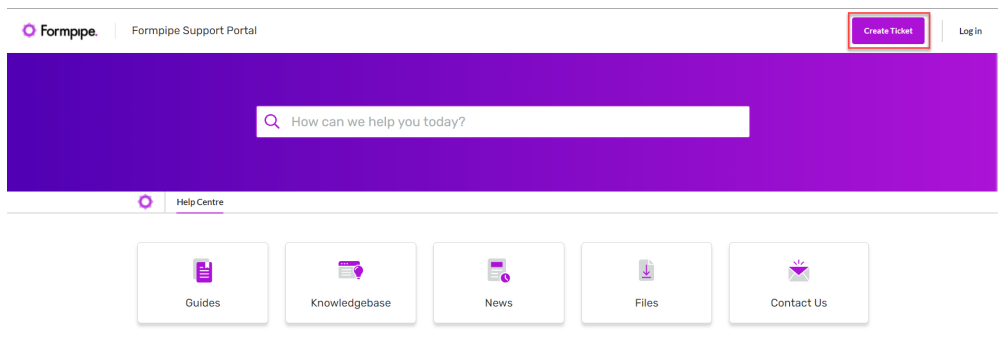 Formpipe. Formpipe Support Portal Create Ticket Log in
How can we help you today?
Help Centre
Guides Knowledgebase News Files Contact Us